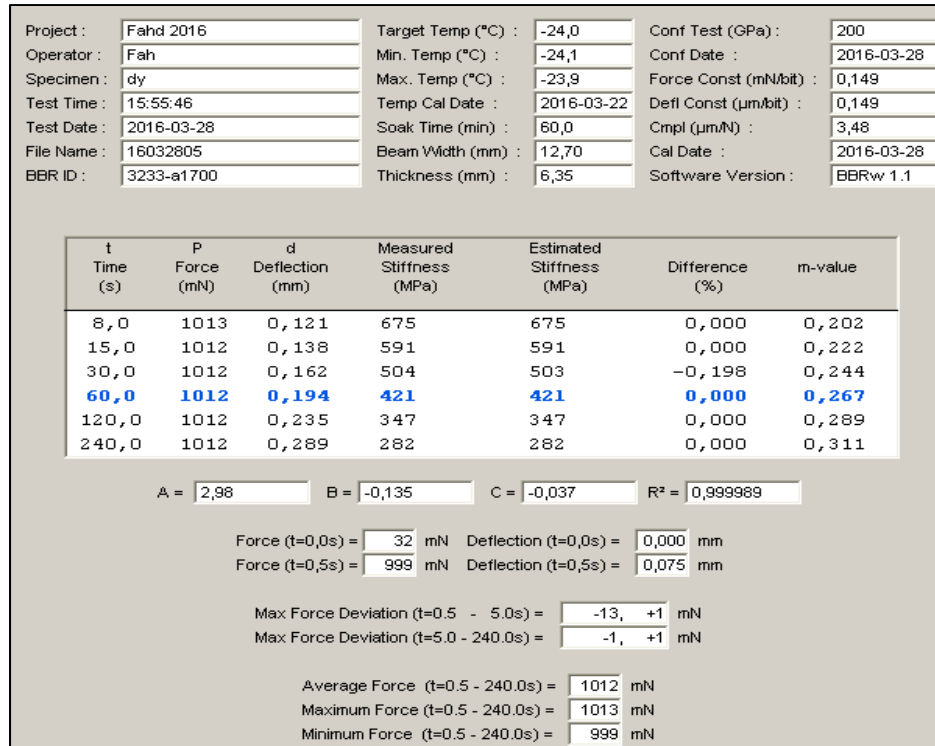 Project : Fahd 2016 Target Temp (°C) : -24,0 Conf Test (GPa) : 200
Operator : Fah Min. Temp (°C) : -24,1 Conf Date : 2016-03-28
Specimen : dy Max. Temp (°C) : -23,9 Force Const (mN/bit) : 0,149
Test Time : 15:55:46 Temp Cal Date : 2016-03-22 Defl Const (µm/bit) : 0,149
Test Date : 2016-03-28 Soak Time (min) : 60,0 Cmpl (µm/N) : 3,48
File Name : 16032805 Beam Width (mm) : 12,70 Cal Date : 2016-03-28
BBR ID : 3233-a1700 Thickness (mm) : 6,35 Software Version : BBRw 1.1
t P d Measured Estimated
Time Force Deflection Stiffness Stiffness Difference m-value
(s) (mN) (mm) (MPa) (MPa) (%)
8,0 1013 0,121 675 675 0,000 0,202
15,0 1012 0,138 591 591 0,000 0,222
30,0 1012 0,162 504 503 -0,198 0,244
60,0 1012 0,194 421 421 0,000 0,267
120,0 1012 0,235 347 347 0,000 0,289
240,0 1012 0,289 282 282 0,000 0,311
A = 2,98 B = -0,135 C = -0,037 R² = 0,999989
Force (t=0,0s) = 32 mN Deflection (t=0,0s) = 0,000 mm
Force (t=0,5s) = 999 mN Deflection (t=0,5s) = 0,075 mm
Max Force Deviation (t=0.5 - 5.0s) = -13, +1 mN
Max Force Deviation (t=5.0 - 240.0s) = -1, +1 mN
Average Force (t=0.5 - 240.0s) = 1012 mN
Maximum Force (t=0.5 - 240.0s) = 1013 mN
Minimum Force (t=0.5 - 240.0s) = 999 mN